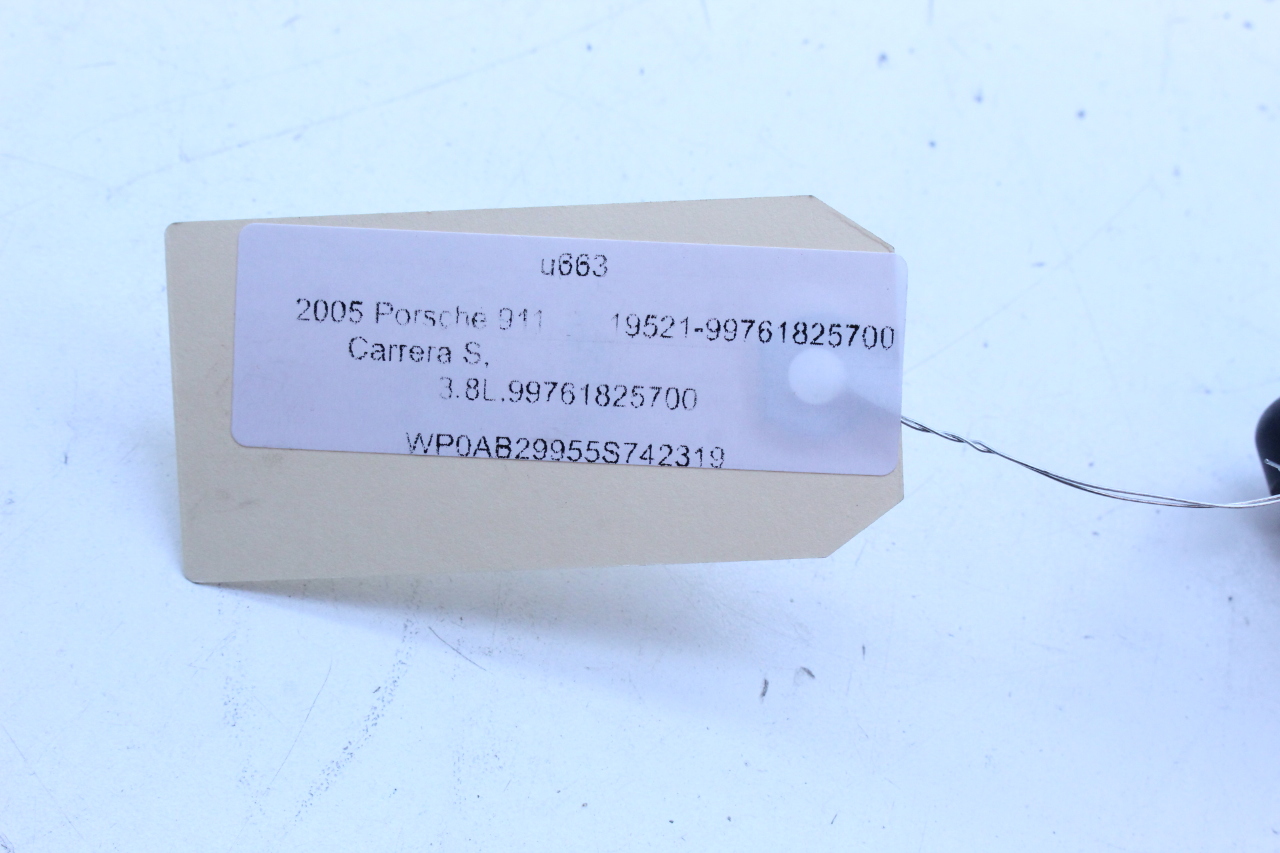 u663
2005 Porsche 911 19521-99761825700
Carrera S,
3.8L.99761825700
WP0AB29955S742319